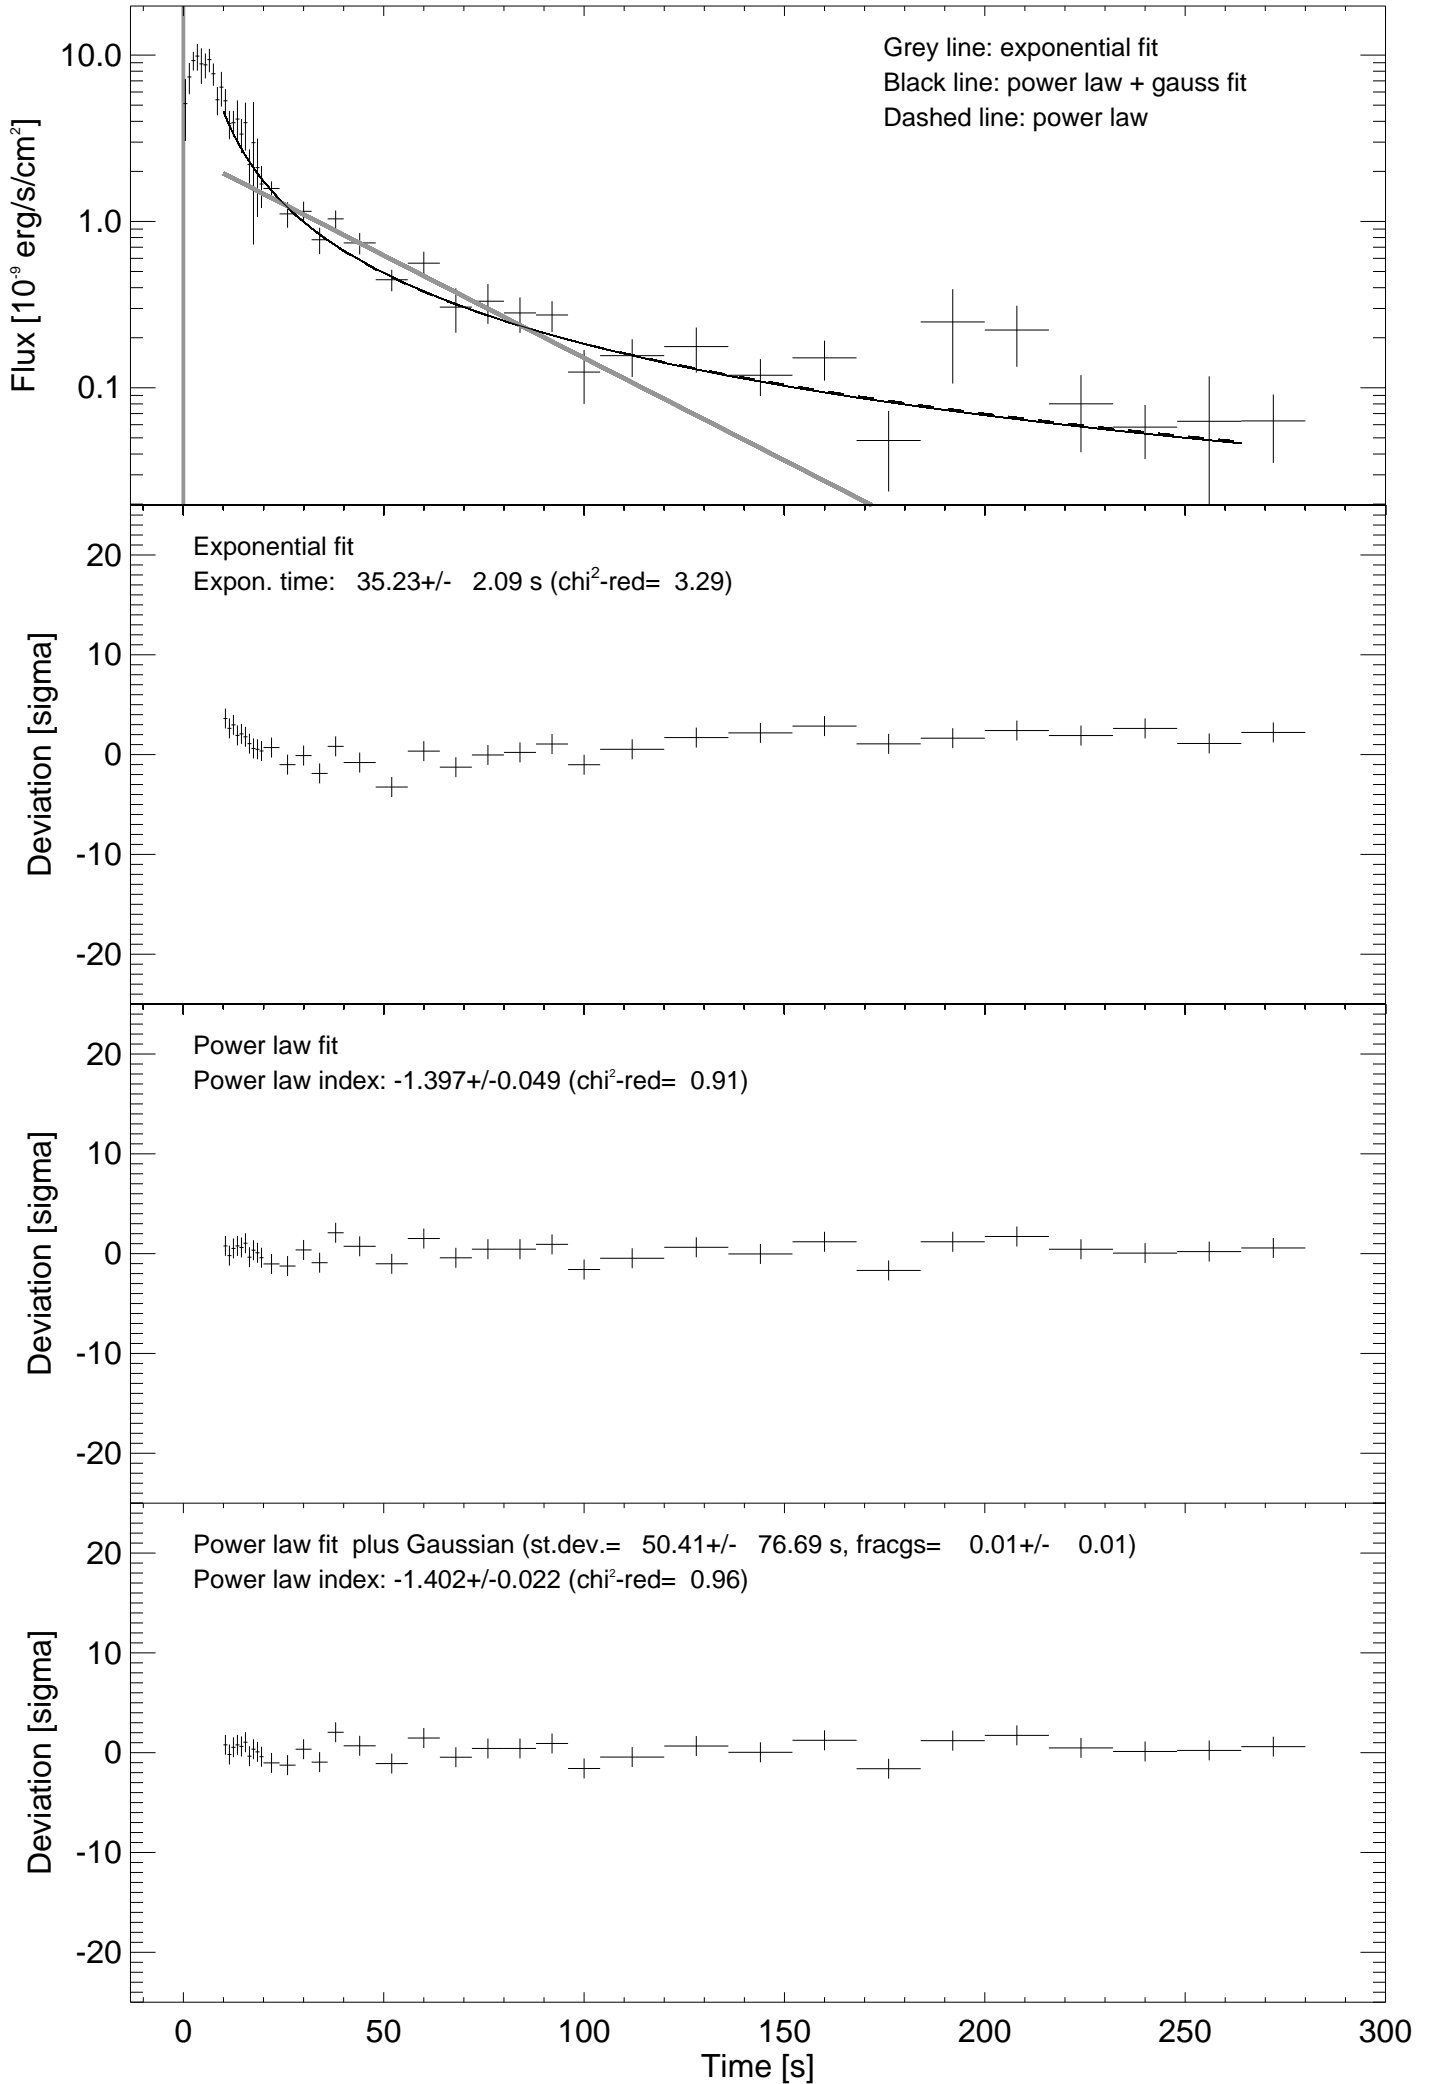 Grey line: exponential fit
Black line: power law + gauss fit
Dashed line: power law
10.0
1.0
0.1
Flux [10⁻⁹ erg/s/cm²]
Exponential fit
Expon. time: 35.23+/- 2.09 s (chi²-red= 3.29)
20
10
0
-10
-20
Deviation [sigma]
Power law fit
Power law index: -1.397+/-0.049 (chi²-red= 0.91)
20
10
0
-10
-20
Deviation [sigma]
Power law fit plus Gaussian (st.dev.= 50.41+/- 76.69 s, fracgs= 0.01+/- 0.01)
Power law index: -1.402+/-0.022 (chi²-red= 0.96)
20
10
0
-10
-20
Deviation [sigma]
0 50 100 150 200 250 300
Time [s]